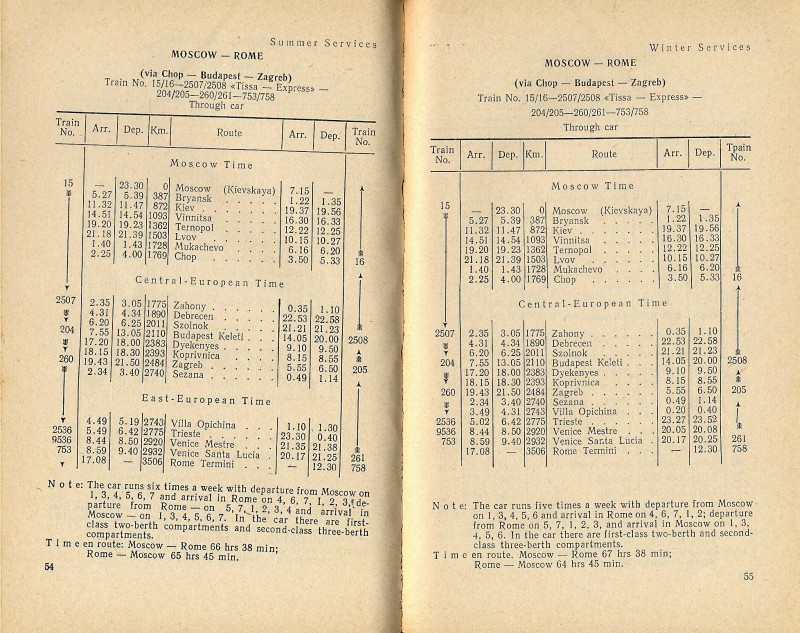 Summer Services
MOSCOW — ROME
(via Chop — Budapest — Zagreb)
Train No. 15/16—2507/2508 «Tissa — Express» —
204/205—260/261—753/758
Through car
Train No. Arr. Dep. Km. Route Arr. Dep. Train No.
Moscow Time
15 — 23.30 0 Moscow (Kievskaya) 7.15 —
5.27 5.39 387 Bryansk . . . . . 1.22 1.35
11.32 11.47 872 Kiev . . . . . 19.37 19.56
14.51 14.54 1093 Vinnitsa . . . . . 16.30 16.33
19.20 19.23 1362 Ternopol . . . . . 12.22 12.25
21.18 21.39 1503 Lvov . . . . . 10.15 10.27
1.40 1.43 1728 Mukachevo . . . . 6.16 6.20
2.25 4.00 1769 Chop . . . . . 3.50 5.33 16
Central-European Time
2507 2.35 3.05 1775 Zahony . . . . . 0.35 1.10
4.31 4.34 1890 Debrecen . . . . . 22.53 22.58
6.20 6.25 2011 Szolnok . . . . . 21.21 21.23
204 7.55 13.05 2110 Budapest Keleti . . . 14.05 20.00 2508
17.20 18.00 2383 Dyekenyes . . . . 9.10 9.50
18.15 18.30 2393 Koprivnica . . . . 8.15 8.55
260 19.43 21.50 2484 Zagreb . . . . . 5.55 6.50 205
2.34 3.40 2740 Sezana . . . . . 0.49 1.14
East-European Time
4.49 5.19 2743 Villa Opichina . . . 1.10 1.30
2536 5.49 6.42 2775 Trieste . . . . . 23.30 0.40
9536 8.44 8.50 2920 Venice Mestre . . . 21.35 21.38
753 8.59 9.40 2932 Venice Santa Lucia . 20.17 21.25 261
17.08 — 3506 Rome Termini . . . — 12.30 758
Note: The car runs six times a week with departure from Moscow on
1, 3, 4, 5, 6, 7 and arrival in Rome on 4, 6, 7, 1, 2, 3; de-
parture from Rome — on 5, 7, 1, 2, 3, 4 and arrival in
Moscow — on 1, 3, 4, 5, 6, 7. In the car there are first-
class two-berth compartments and second-class three-berth
compartments.
Time en route: Moscow — Rome 66 hrs 38 min;
Rome — Moscow 65 hrs 45 min.
54
Winter Services
MOSCOW — ROME
(via Chop — Budapest — Zagreb)
Train No. 15/16—2507/2508 «Tissa — Express» —
204/205—260/261—753/758
Through car
Train No. Arr. Dep. Km. Route Arr. Dep. Tpain No.
Moscow Time
15 — 23.30 0 Moscow (Kievskaya) 7.15 —
5.27 5.39 387 Bryansk . . . . . 1.22 1.35
11.32 11.47 872 Kiev . . . . . 19.37 19.56
14.51 14.54 1093 Vinnitsa . . . . . 16.30 16.33
19.20 19.23 1362 Ternopol . . . . . 12.22 12.25
21.18 21.39 1503 Lvov . . . . . 10.15 10.27
1.40 1.43 1728 Mukachevo . . . . 6.16 6.20
2.25 4.00 1769 Chop . . . . . 3.50 5.33 16
Central-European Time
2507 2.35 3.05 1775 Zahony . . . . . 0.35 1.10
4.31 4.34 1890 Debrecen . . . . . 22.53 22.58
6.20 6.25 2011 Szolnok . . . . . 21.21 21.23
204 7.55 13.05 2110 Budapest Keleti . . . 14.05 20.00 2508
17.20 18.00 2383 Dyekenyes . . . . 9.10 9.50
18.15 18.30 2393 Koprivnica . . . . 8.15 8.55
260 19.43 21.50 2484 Zagreb . . . . . 5.55 6.50 205
2.34 3.40 2740 Sezana . . . . . 0.49 1.14
3.49 4.31 2743 Villa Opichina . . . 0.20 0.40
2536 5.02 6.42 2775 Trieste . . . . . 23.27 23.52
9536 8.44 8.50 2920 Venice Mestre . . . 20.05 20.08
753 8.59 9.40 2932 Venice Santa Lucia . 20.17 20.25 261
17.08 — 3506 Rome Termini . . . — 12.30 758
Note: The car runs five times a week with departure from Moscow
on 1, 3, 4, 5, 6 and arrival in Rome on 4, 6, 7, 1, 2; departure
from Rome on 5, 7, 1, 2, 3, and arrival in Moscow on 1, 3,
4, 5, 6. In the car there are first-class two-berth and second-
class three-berth compartments.
Time en route. Moscow — Rome 67 hrs 38 min;
Rome — Moscow 64 hrs 45 min.
55